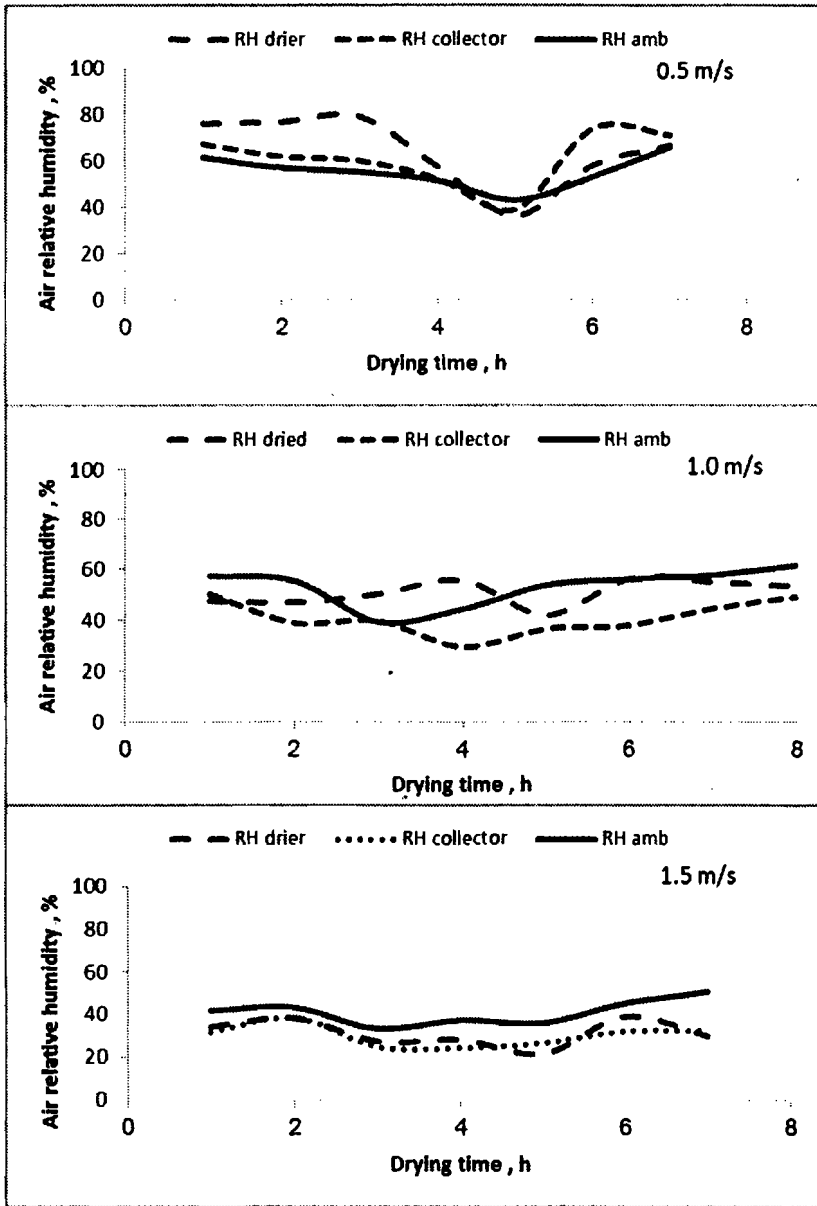 RH drier RH collector RH amb
0.5 m/s
Air relative humidity , %
100
80
60
40
20
0
0 2 4 6 8
Drying time , h
RH dried RH collector RH amb
1.0 m/s
Air relative humidity , %
100
80
60
40
20
0
0 2 4 6 8
Drying time , h
RH drier RH collector RH amb
1.5 m/s
Air relative humidity , %
100
80
60
40
20
0
0 2 4 6 8
Drying time , h